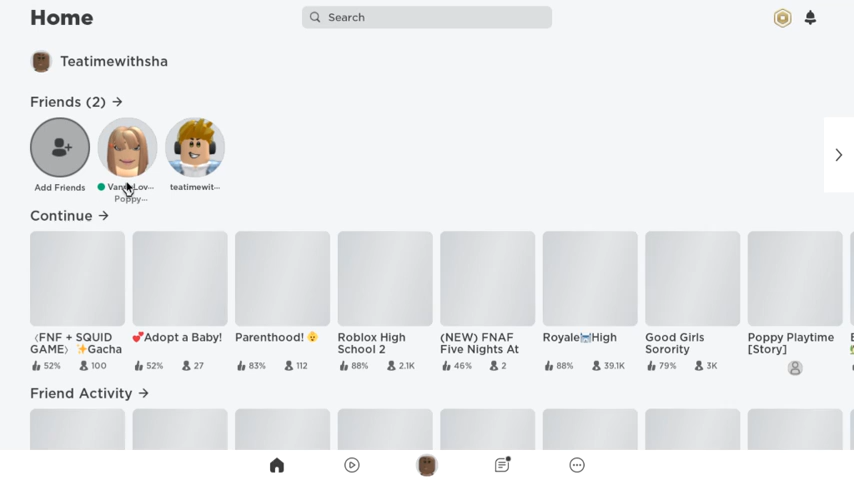 Home
Search
Teatimewithsha
Friends (2) →
Add Friends
teatimewit...
Poppy...
Continue →
〈FNF + SQUID GAME〉 ✨Gacha
52% 100
💕Adopt a Baby!
52% 27
Parenthood! 👶
83% 112
Roblox High School 2
88% 2.1K
(NEW) FNAF Five Nights At
46% 2
Royale🏰High
88% 39.1K
Good Girls Sorority
79% 3K
Poppy Playtime [Story]
Friend Activity →